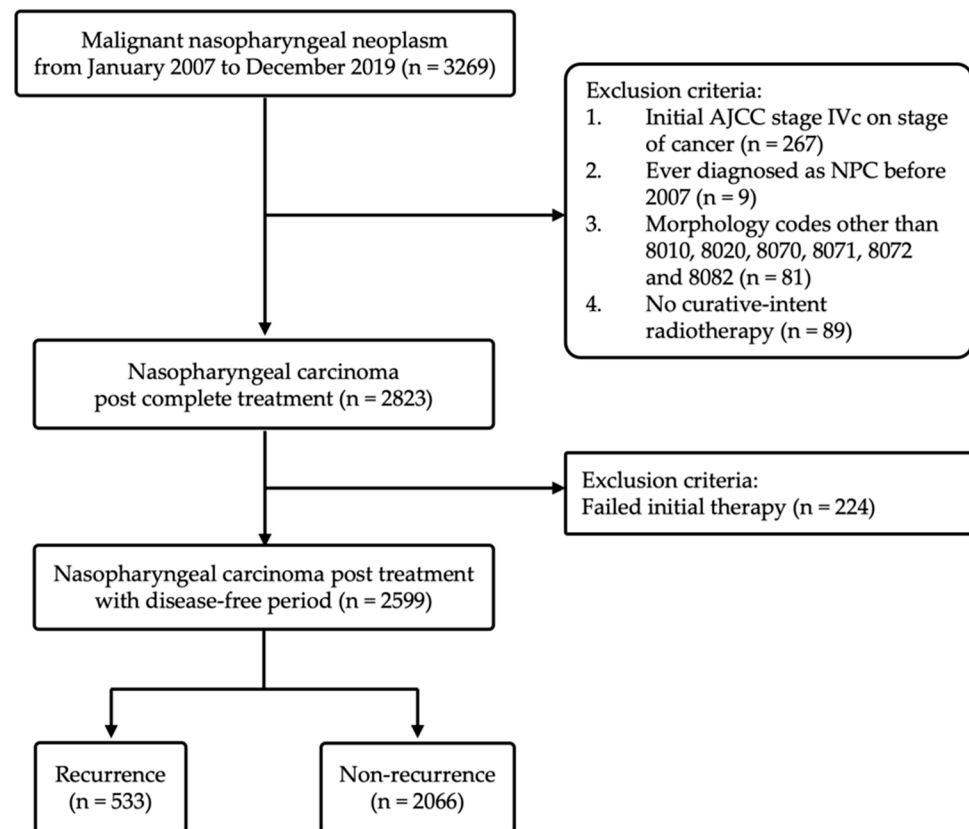 Malignant nasopharyngeal neoplasm
from January 2007 to December 2019 (n = 3269)
Exclusion criteria:
1. Initial AJCC stage IVc on stage
of cancer (n = 267)
2. Ever diagnosed as NPC before
2007 (n = 9)
3. Morphology codes other than
8010, 8020, 8070, 8071, 8072
and 8082 (n = 81)
4. No curative-intent
radiotherapy (n = 89)
Nasopharyngeal carcinoma
post complete treatment (n = 2823)
Exclusion criteria:
Failed initial therapy (n = 224)
Nasopharyngeal carcinoma post treatment
with disease-free period (n = 2599)
Recurrence
(n = 533)
Non-recurrence
(n = 2066)